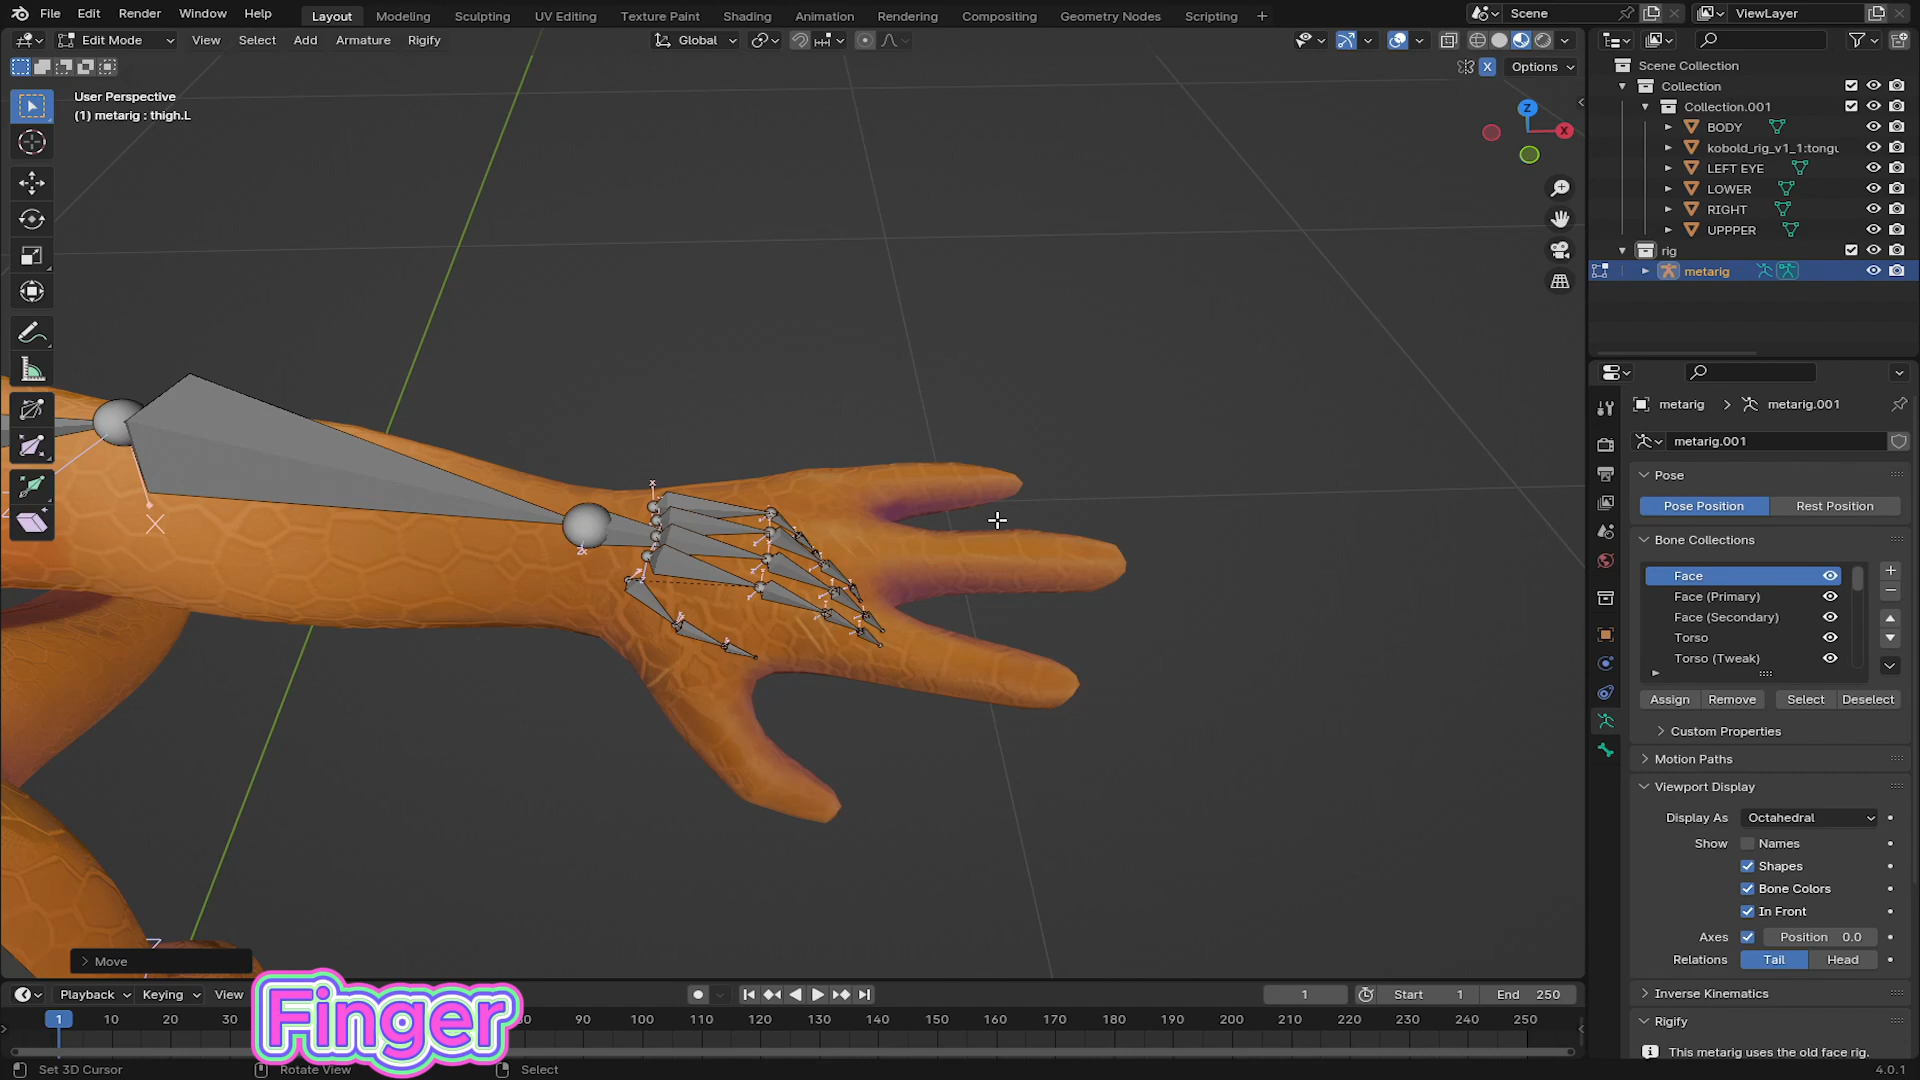 File Edit Render Window Help Layout Modeling Sculpting UV Editing Texture Paint Shading Animation Rendering Compositing Geometry Nodes Scripting + Scene ViewLayer
Edit Mode View Select Add Armature Rigify Global
X Options
User Perspective
(1) metarig : thigh.L
Z
X
Scene Collection
Collection
Collection.001
BODY
kobold_rig_v1_1:tongu
LEFT EYE
LOWER
RIGHT
UPPPER
rig
metarig
metarig > metarig.001
metarig.001
Pose
Pose Position Rest Position
Bone Collections
Face
Face (Primary)
Face (Secondary)
Torso
Torso (Tweak)
Assign Remove Select Deselect
Custom Properties
Motion Paths
Viewport Display
Display As Octahedral
Show Names
Shapes
Bone Colors
In Front
Axes Position 0.0
Relations Tail Head
Inverse Kinematics
Rigify
This metarig uses the old face rig.
Move
Playback Keying View 1 Start 1 End 250
Finger
1 10 20 30 80 90 100 110 120 130 140 150 160 170 180 190 200 210 220 230 240 250
Set 3D Cursor Rotate View Select 4.0.1